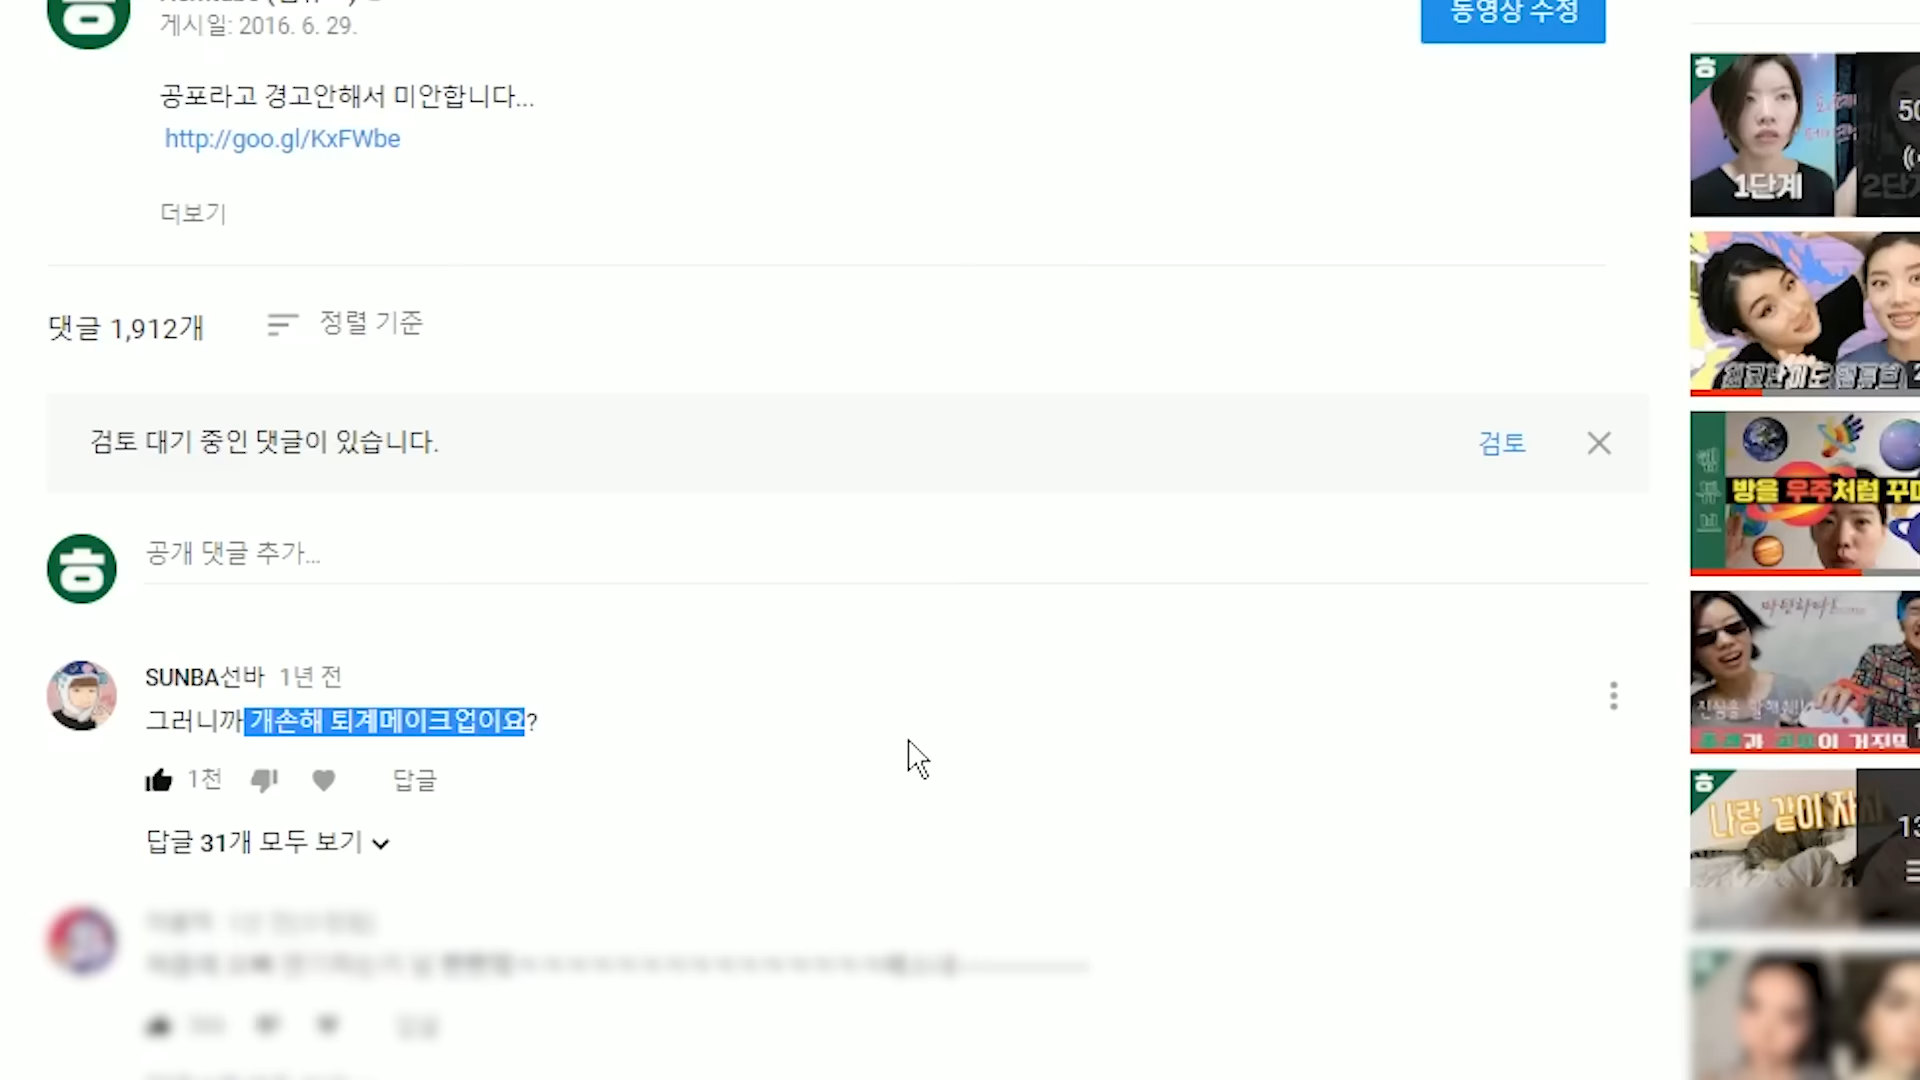 게시일: 2016. 6. 29.
동영상 수정
공포라고 경고안해서 미안합니다...
http://goo.gl/KxFWbe
더보기
댓글 1,912개
정렬 기준
검토 대기 중인 댓글이 있습니다.
검토
공개 댓글 추가...
SUNBA선바 1년 전
그러니까 개손해 퇴계메이크업이요?
1천
답글
답글 31개 모두 보기
ㅎ
50
1단계
방을 우주처럼 꾸미
나랑 같이 자자
13